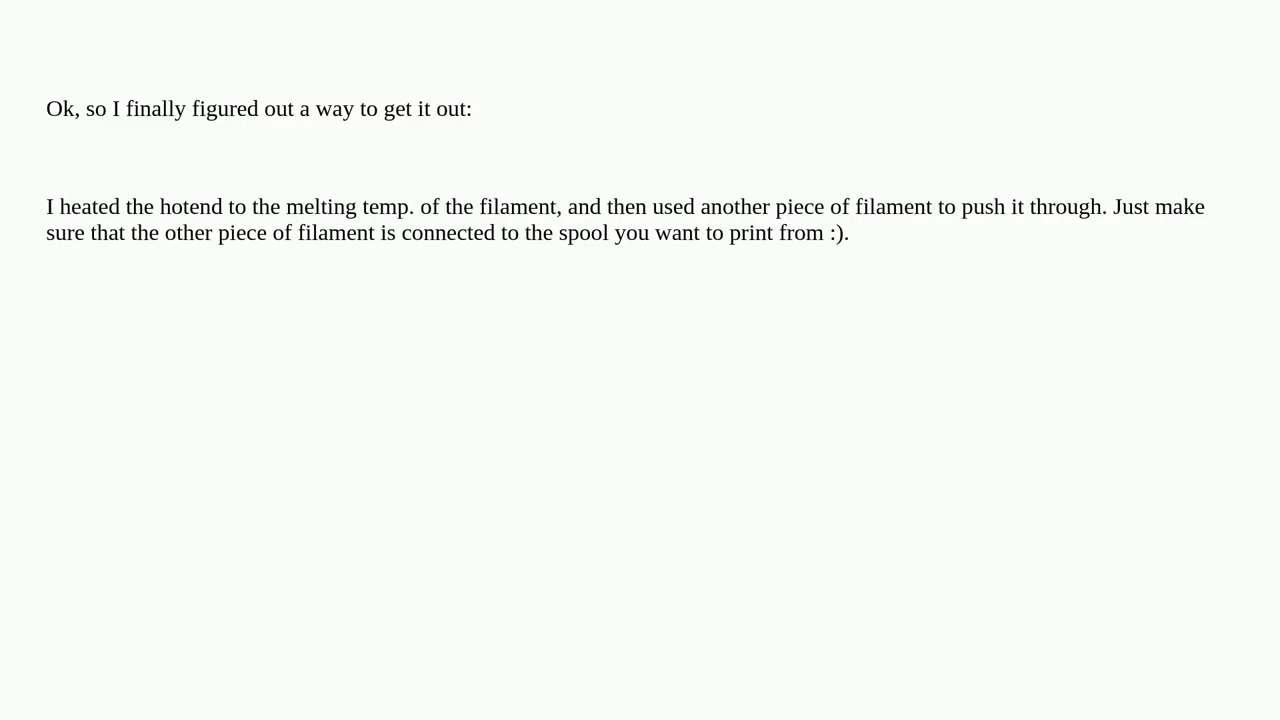 Ok, so I finally figured out a way to get it out:
I heated the hotend to the melting temp. of the filament, and then used another piece of filament to push it through. Just make
sure that the other piece of filament is connected to the spool you want to print from :).